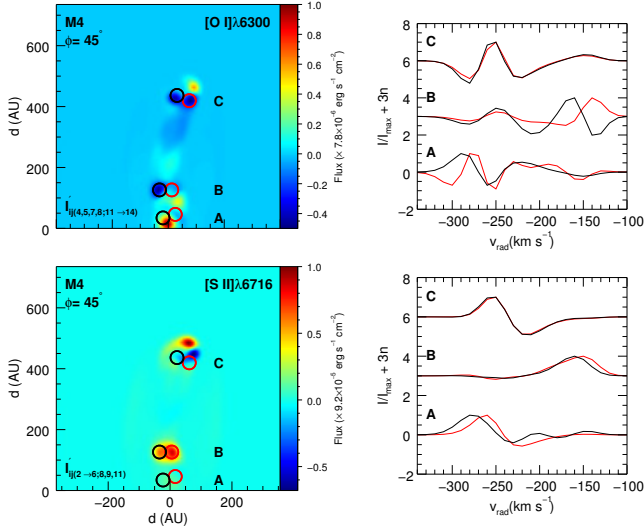 M4
[O I]λ6300
φ= 45°
C
B
A
I'ij(4,5,7,8;11→14)
600
400
200
0
d (AU)
1.0
0.8
0.6
0.4
0.2
0.0
−0.2
−0.4
Flux (× 7.8×10⁻⁶ erg s⁻¹ cm⁻²)
8
6
4
2
0
−2
I/Imax + 3n
C
B
A
−300 −250 −200 −150 −100
vrad(km s⁻¹)
M4
[S II]λ6716
φ= 45°
C
B
A
I'ij(2→6;8,9,11)
600
400
200
0
d (AU)
−200 0 200
d (AU)
1.0
0.5
0.0
−0.5
Flux (× 9.2×10⁻⁵ erg s⁻¹ cm⁻²)
8
6
4
2
0
−2
I/Imax + 3n
C
B
A
−300 −250 −200 −150 −100
vrad(km s⁻¹)